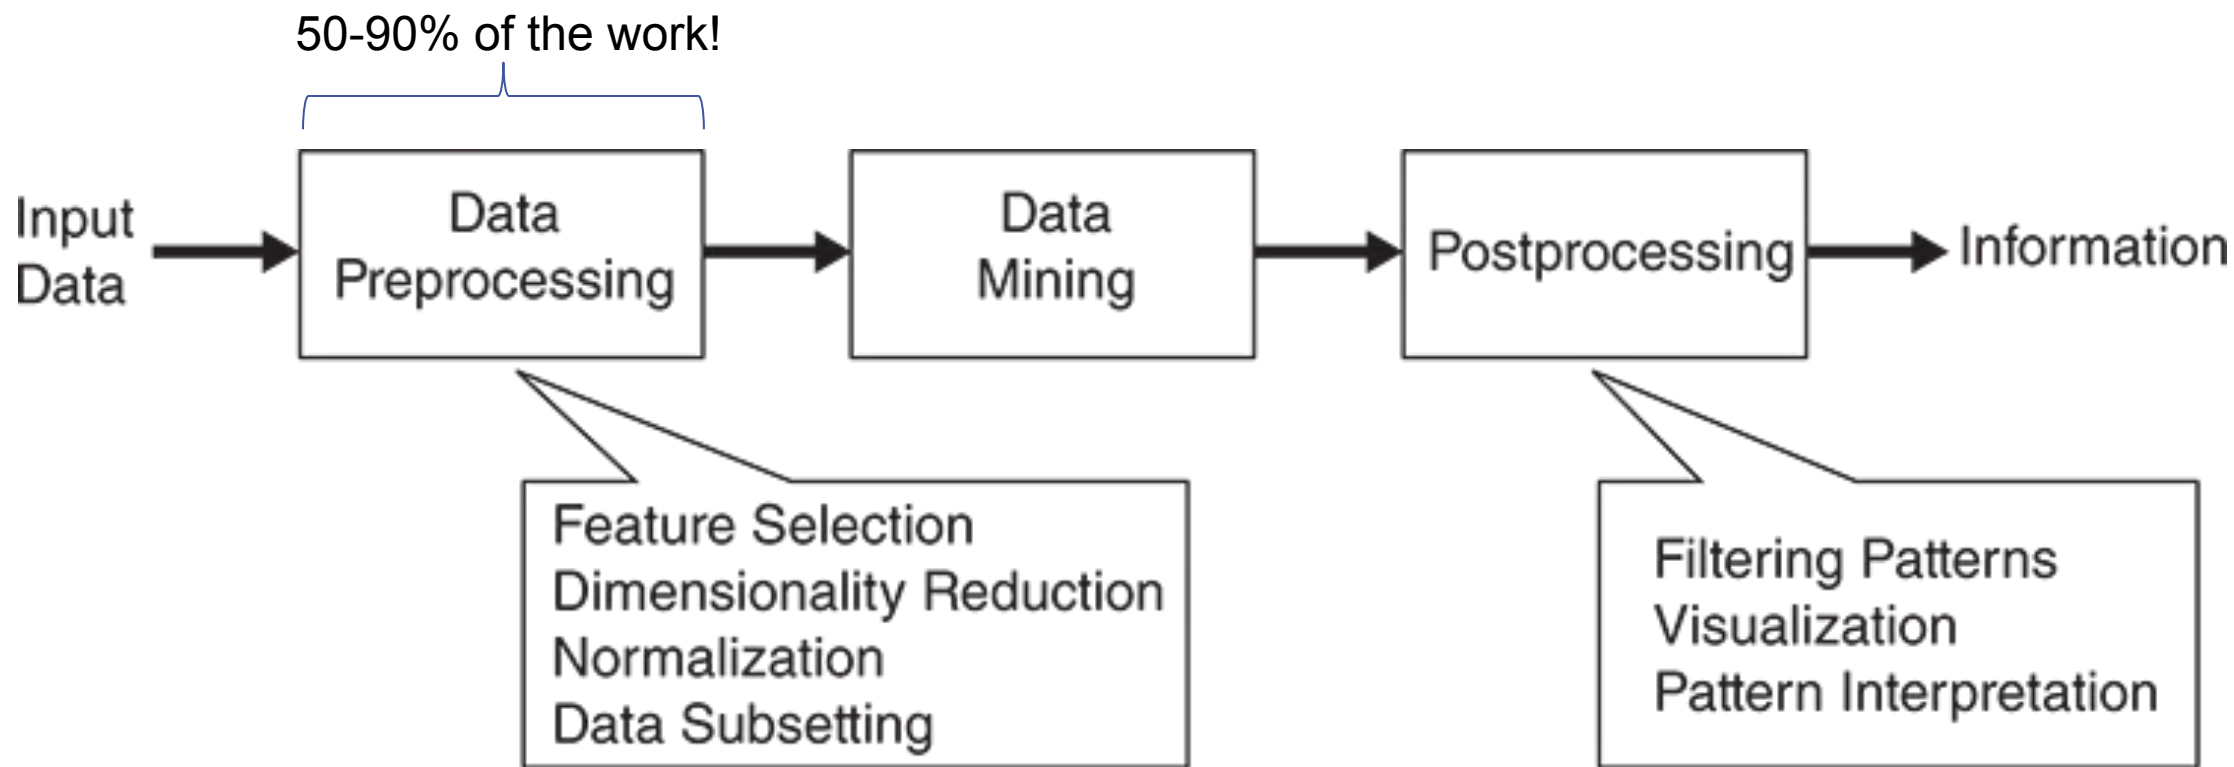 50-90% of the work!
Input
Data
Data
Preprocessing
Data
Mining
Postprocessing
Information
Feature Selection
Dimensionality Reduction
Normalization
Data Subsetting
Filtering Patterns
Visualization
Pattern Interpretation